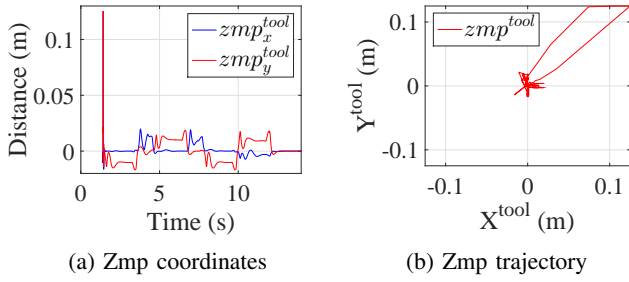 0.1
0.05
0
Distance (m)
zmp_x^tool
zmp_y^tool
0 5 10
Time (s)
(a) Zmp coordinates
0.1
0
-0.1
Y^tool (m)
zmp^tool
-0.1 0 0.1
X^tool (m)
(b) Zmp trajectory